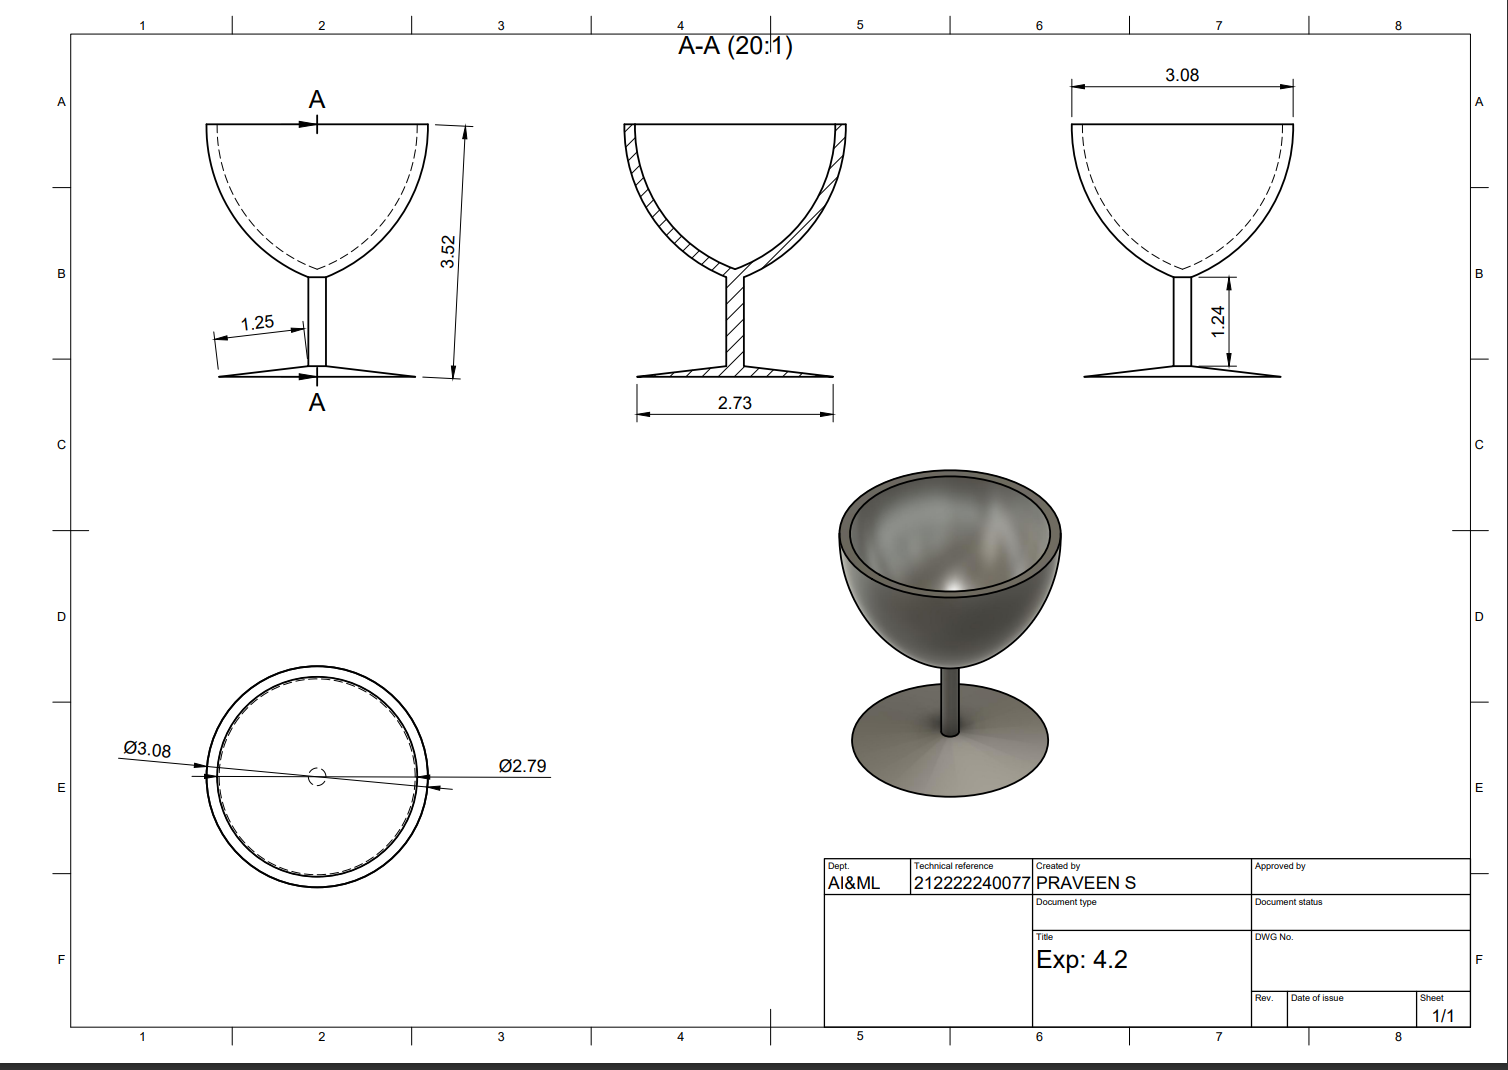 1 2 3 4 5 6 7 8
A-A (20:1)
A A
A
3.08
3.52
1.25
A
2.73
1.24
B B
C C
D D
Ø3.08
Ø2.79
E E
F F
Dept.
AI&ML
Technical reference
212222240077
Created by
PRAVEEN S
Approved by
Document type
Document status
Title
Exp: 4.2
DWG No.
Rev.
Date of issue
Sheet
1/1
1 2 3 4 5 6 7 8